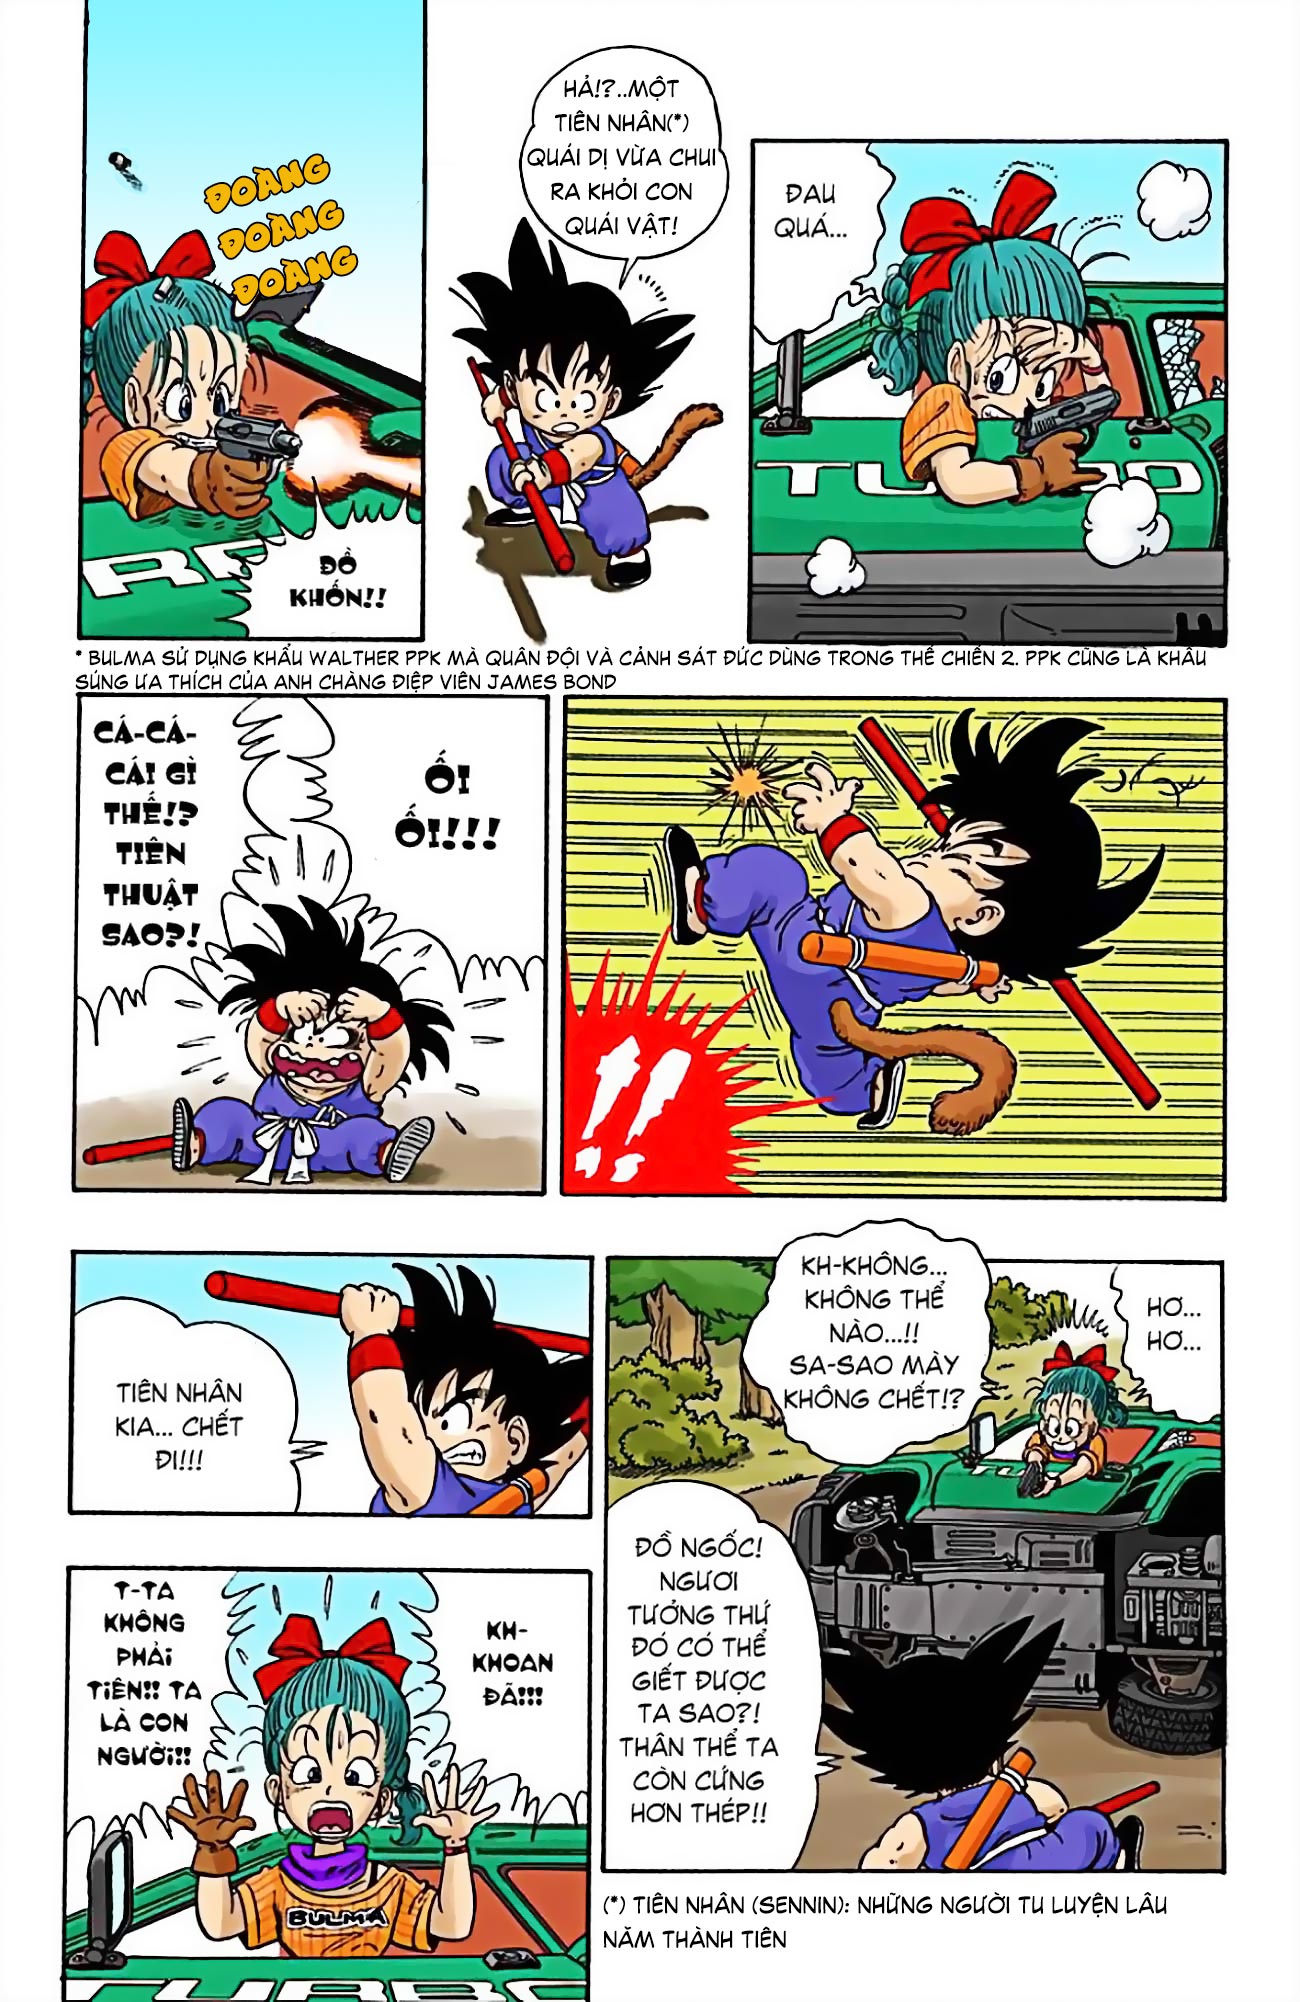 ĐAU
QUÁ...
TURBO
HẢ!?..MỘT
TIÊN NHÂN(*)
QUÁI DỊ VỪA CHUI
RA KHỎI CON
QUÁI VẬT!
ĐOÀNG
ĐOÀNG
ĐOÀNG
ĐỒ
KHỐN!!
* BULMA SỬ DỤNG KHẨU WALTHER PPK MÀ QUÂN ĐỘI VÀ CẢNH SÁT ĐỨC DÙNG TRONG THẾ CHIẾN 2. PPK CŨNG LÀ KHẨU
SÚNG ƯA THÍCH CỦA ANH CHÀNG ĐIỆP VIÊN JAMES BOND
!!
ỐI
ỐI!!!
CÁ-CÁ-
CÁI GÌ
THẾ!?
TIÊN
THUẬT
SAO?!
HƠ...
HƠ...
KH-KHÔNG...
KHÔNG THỂ
NÀO...!!
SA-SAO MÀY
KHÔNG CHẾT!?
ĐỒ NGỐC!
NGƯƠI
TƯỞNG THỨ
ĐÓ CÓ THỂ
GIẾT ĐƯỢC
TA SAO?!
THÂN THỂ TA
CÒN CỨNG
HƠN THÉP!!
TIÊN NHÂN
KIA... CHẾT
ĐI!!!
KH-
KHOAN
ĐÃ!!!
T-TA
KHÔNG
PHẢI
TIÊN!! TA
LÀ CON
NGƯỜI!!
BULMA
TURBO
(*) TIÊN NHÂN (SENNIN): NHỮNG NGƯỜI TU LUYỆN LÂU
NĂM THÀNH TIÊN